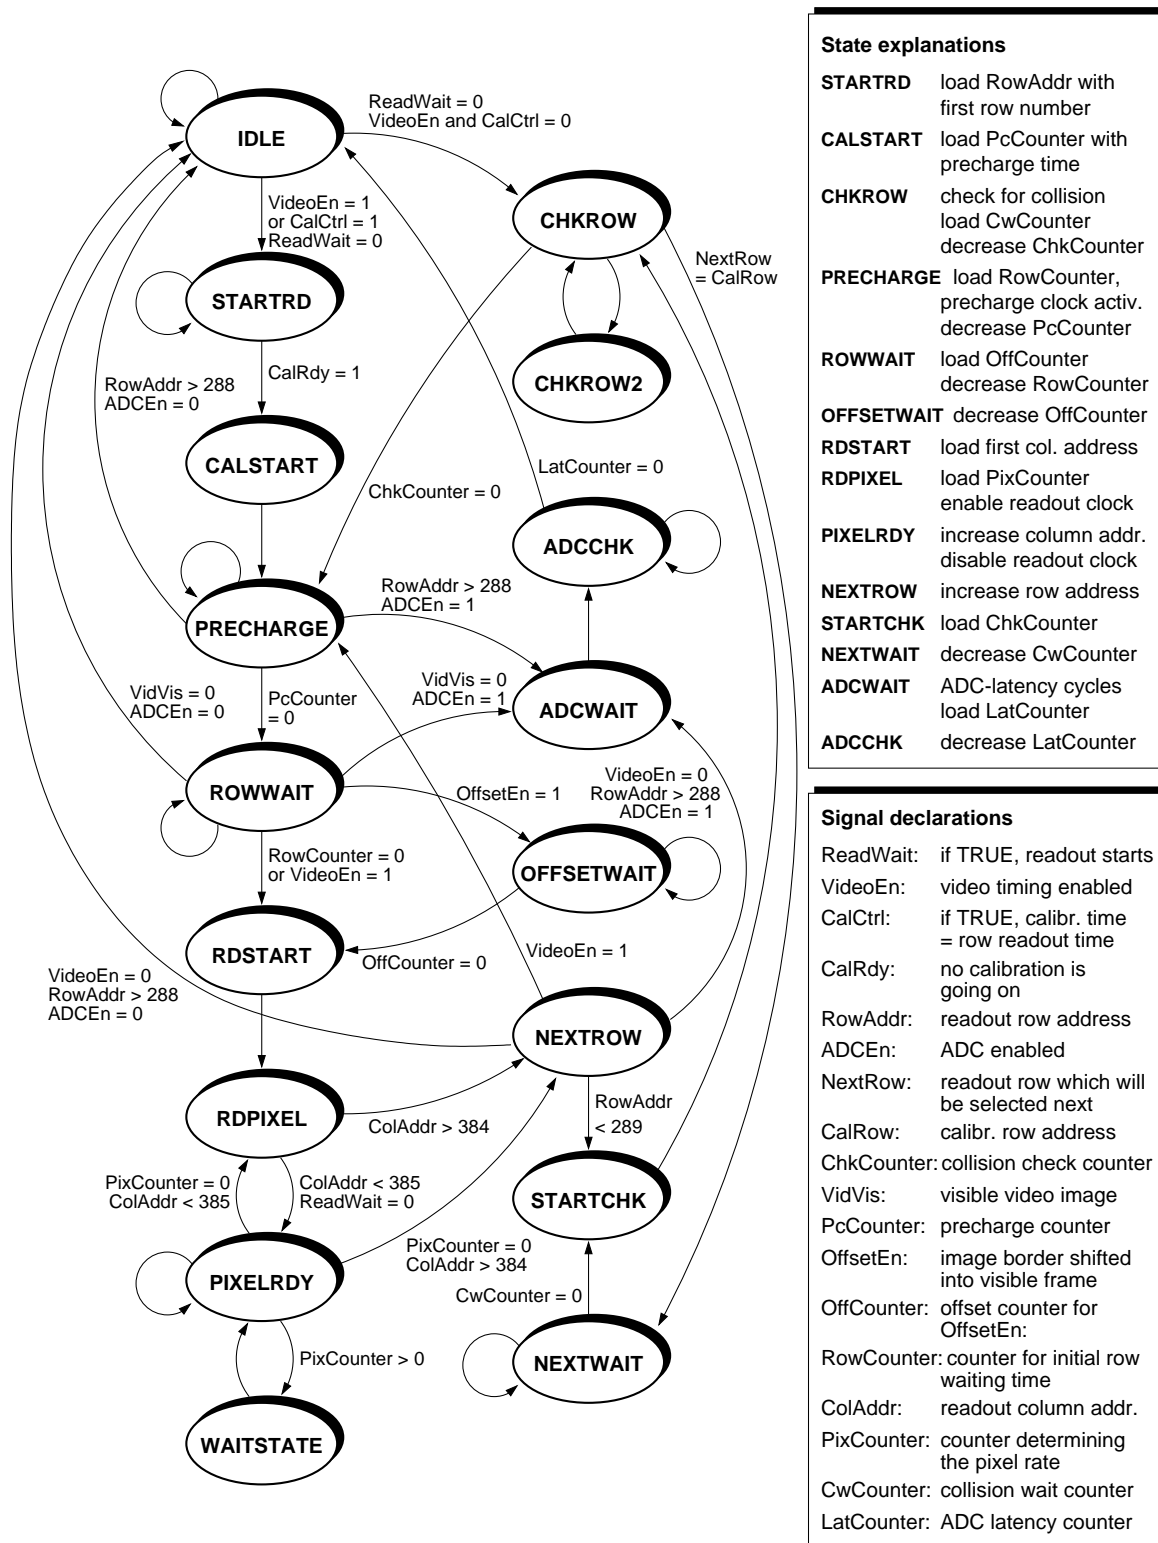 ReadWait = 0
VideoEn and CalCtrl = 0
IDLE
VideoEn = 1
or CalCtrl = 1
ReadWait = 0
CHKROW
NextRow
= CalRow
STARTRD
CHKROW2
CalRdy = 1
RowAddr > 288
ADCEn = 0
CALSTART
LatCounter = 0
ChkCounter = 0
ADCCHK
RowAddr > 288
ADCEn = 1
PRECHARGE
VidVis = 0
ADCEn = 0
PcCounter
= 0
VidVis = 0
ADCEn = 1
ADCWAIT
ROWWAIT
OffsetEn = 1
VideoEn = 0
RowAddr > 288
ADCEn = 1
RowCounter = 0
or VideoEn = 1
OFFSETWAIT
RDSTART
OffCounter = 0
VideoEn = 1
VideoEn = 0
RowAddr > 288
ADCEn = 0
NEXTROW
RDPIXEL
ColAddr > 384
RowAddr
< 289
PixCounter = 0
ColAddr < 385
ColAddr < 385
ReadWait = 0
STARTCHK
PixCounter = 0
ColAddr > 384
PIXELRDY
CwCounter = 0
PixCounter > 0
NEXTWAIT
WAITSTATE
State explanations
STARTRD load RowAddr with
first row number
CALSTART load PcCounter with
precharge time
CHKROW check for collision
load CwCounter
decrease ChkCounter
PRECHARGE load RowCounter,
precharge clock activ.
decrease PcCounter
ROWWAIT load OffCounter
decrease RowCounter
OFFSETWAIT decrease OffCounter
RDSTART load first col. address
RDPIXEL load PixCounter
enable readout clock
PIXELRDY increase column addr.
disable readout clock
NEXTROW increase row address
STARTCHK load ChkCounter
NEXTWAIT decrease CwCounter
ADCWAIT ADC-latency cycles
load LatCounter
ADCCHK decrease LatCounter
Signal declarations
ReadWait: if TRUE, readout starts
VideoEn: video timing enabled
CalCtrl: if TRUE, calibr. time
= row readout time
CalRdy: no calibration is
going on
RowAddr: readout row address
ADCEn: ADC enabled
NextRow: readout row which will
be selected next
CalRow: calibr. row address
ChkCounter: collision check counter
VidVis: visible video image
PcCounter: precharge counter
OffsetEn: image border shifted
into visible frame
OffCounter: offset counter for
OffsetEn:
RowCounter: counter for initial row
waiting time
ColAddr: readout column addr.
PixCounter: counter determining
the pixel rate
CwCounter: collision wait counter
LatCounter: ADC latency counter